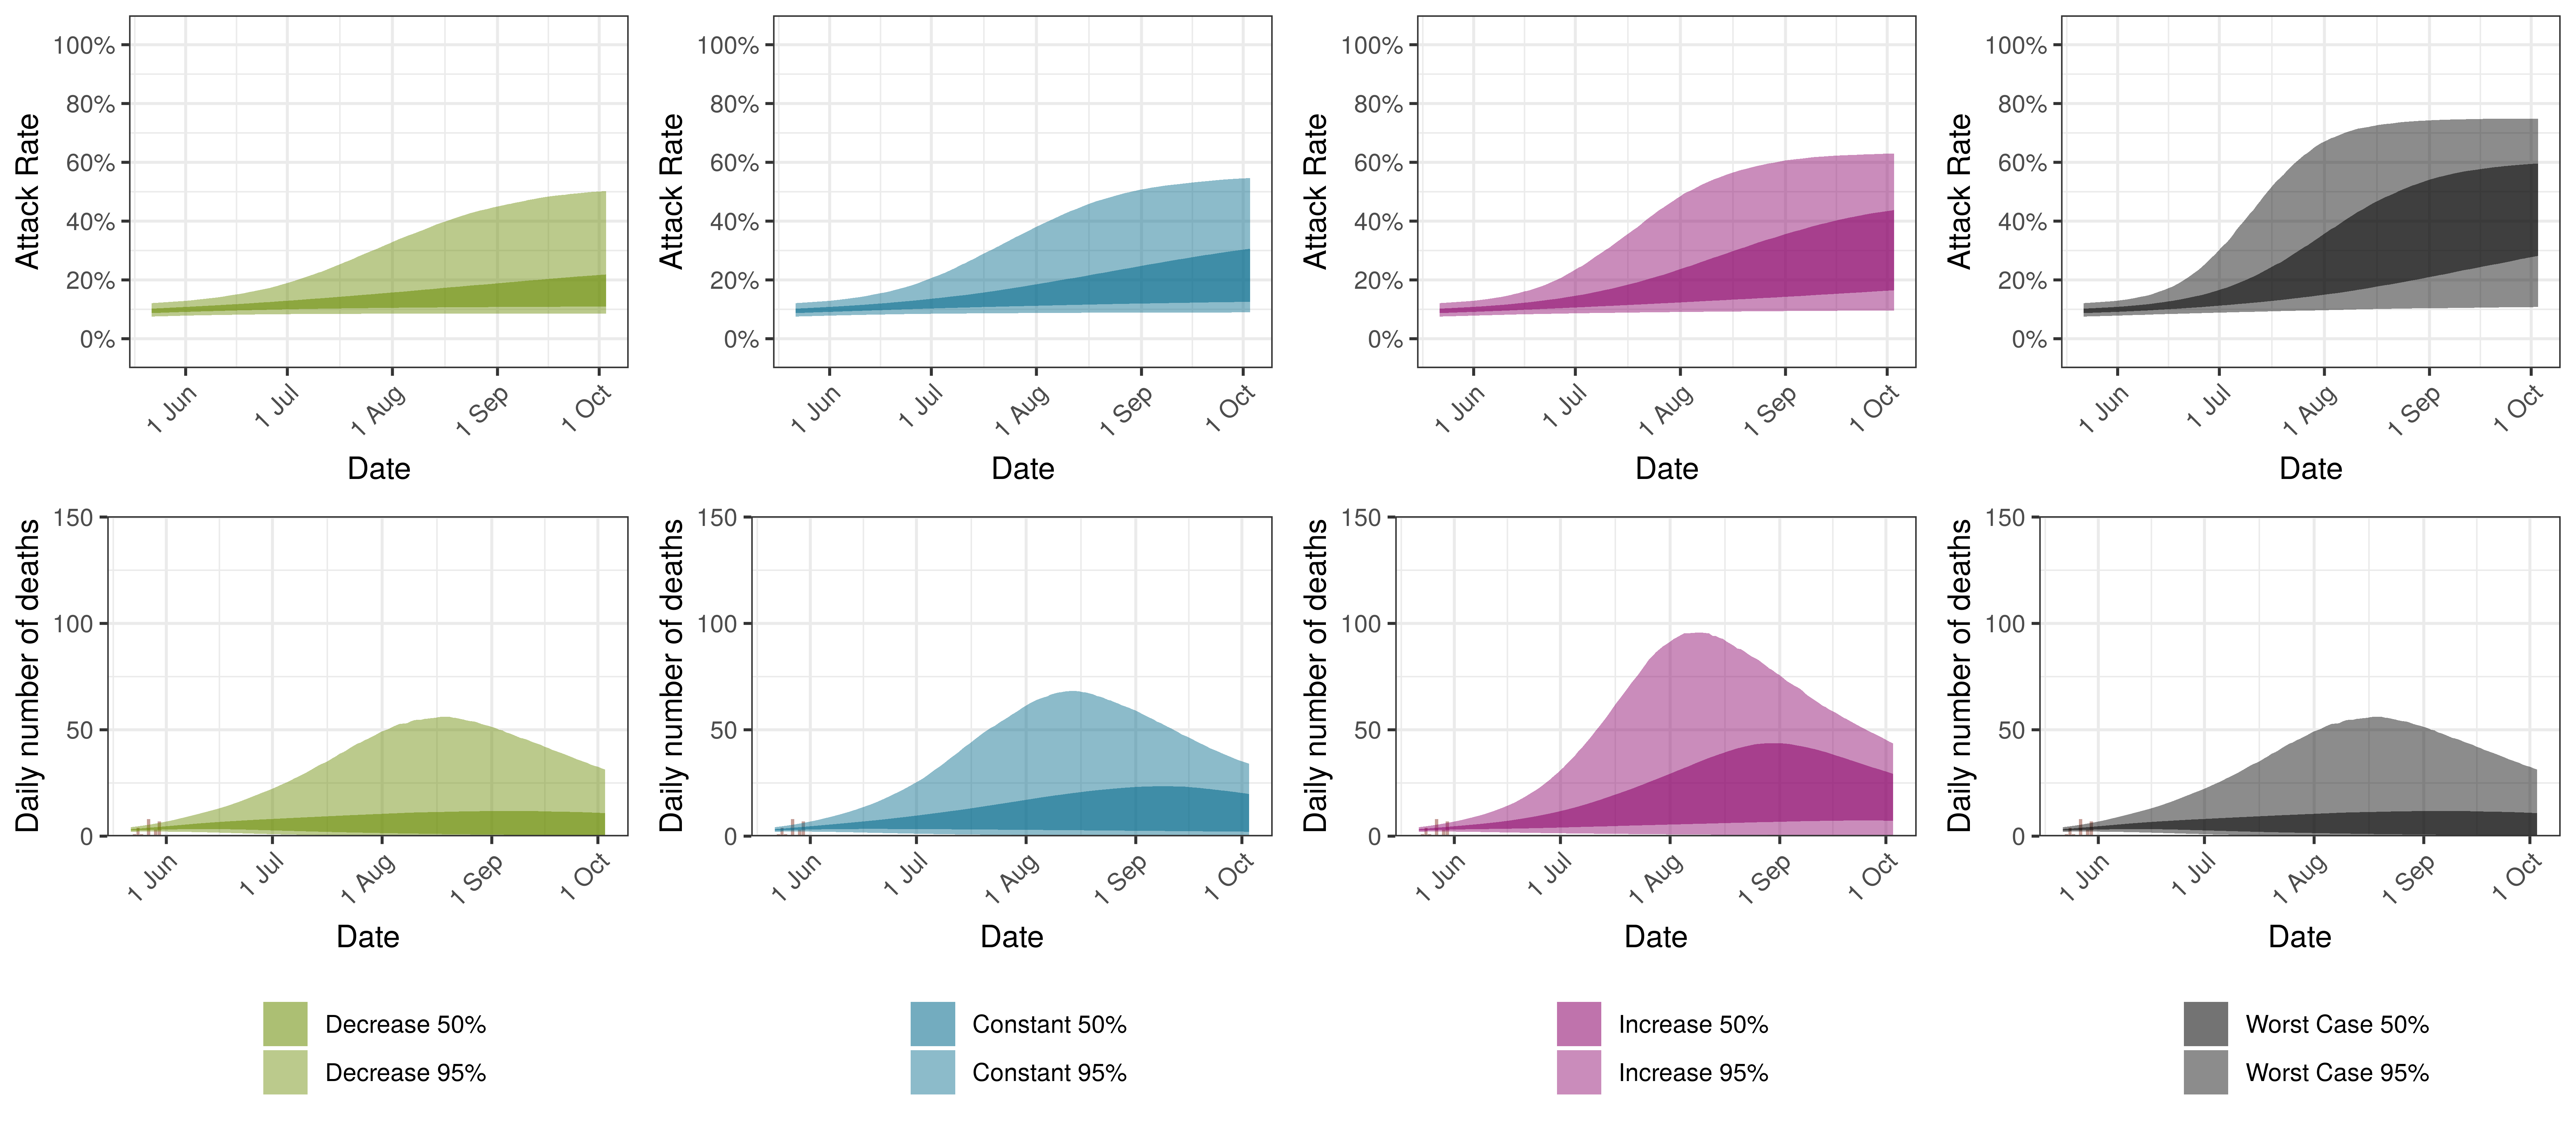 100%
80%
60%
40%
20%
0%
Attack Rate
1 Jun
1 Jul
1 Aug
1 Sep
1 Oct
Date
100%
80%
60%
40%
20%
0%
Attack Rate
1 Jun
1 Jul
1 Aug
1 Sep
1 Oct
Date
100%
80%
60%
40%
20%
0%
Attack Rate
1 Jun
1 Jul
1 Aug
1 Sep
1 Oct
Date
100%
80%
60%
40%
20%
0%
Attack Rate
1 Jun
1 Jul
1 Aug
1 Sep
1 Oct
Date
150
100
50
0
Daily number of deaths
1 Jun
1 Jul
1 Aug
1 Sep
1 Oct
Date
150
100
50
0
Daily number of deaths
1 Jun
1 Jul
1 Aug
1 Sep
1 Oct
Date
150
100
50
0
Daily number of deaths
1 Jun
1 Jul
1 Aug
1 Sep
1 Oct
Date
150
100
50
0
Daily number of deaths
1 Jun
1 Jul
1 Aug
1 Sep
1 Oct
Date
Decrease 50%
Decrease 95%
Constant 50%
Constant 95%
Increase 50%
Increase 95%
Worst Case 50%
Worst Case 95%